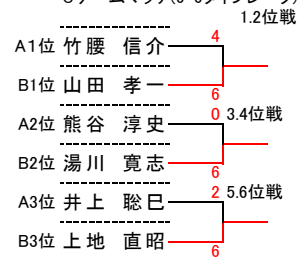 1.2位戦
A1位 竹腰 信介 4
B1位 山田 孝一 6
A2位 熊谷 淳史 0 3.4位戦
B2位 湯川 寛志 6
A3位 井上 聡巳 2 5.6位戦
B3位 上地 直昭 6